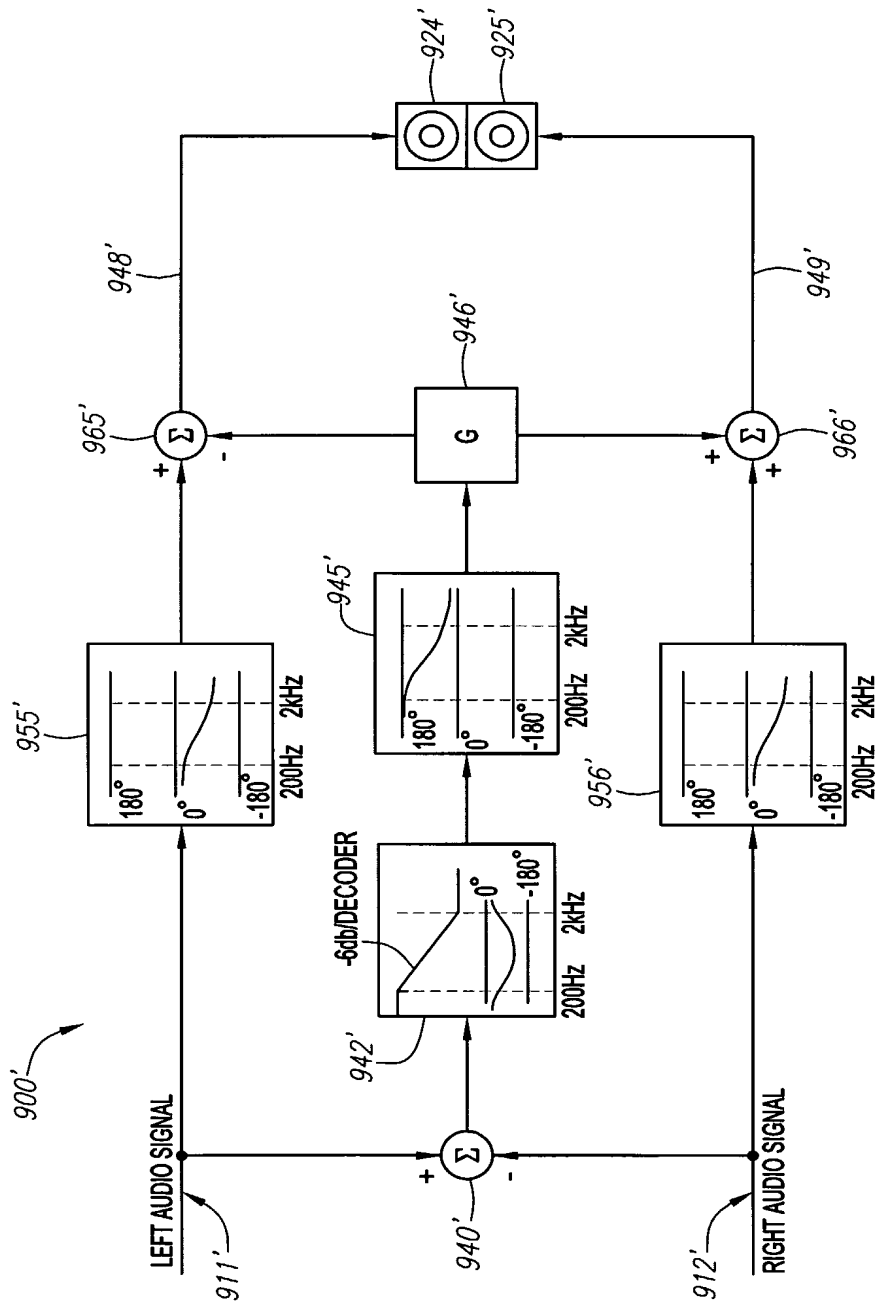 900'
LEFT AUDIO SIGNAL
911'
955'
180°
0°
-180°
200Hz 2kHz
965'
+
Σ
-
948'
924'
925'
940'
+
Σ
-
942'
-6db/DECODER
0°
-180°
200Hz 2kHz
945'
180°
0°
-180°
200Hz 2kHz
946'
G
RIGHT AUDIO SIGNAL
912'
956'
180°
0°
-180°
200Hz 2kHz
+
Σ
+
966'
949'